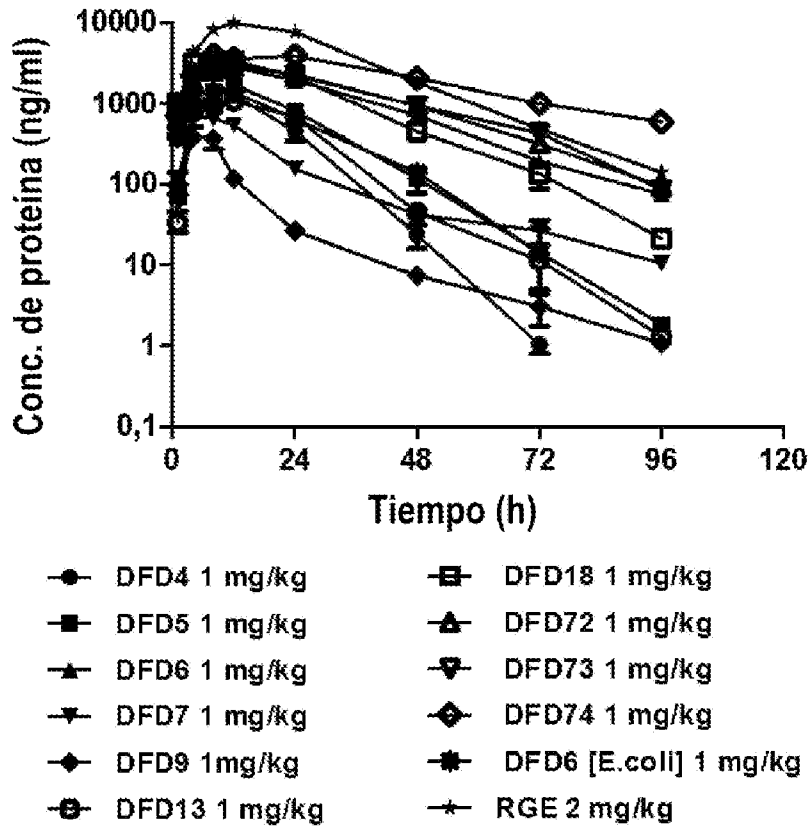 Conc. de proteína (ng/ml)
10000
1000
100
10
1
0,1
0
24
48
72
96
120
Tiempo (h)
DFD4 1 mg/kg
DFD5 1 mg/kg
DFD6 1 mg/kg
DFD7 1 mg/kg
DFD9 1mg/kg
DFD13 1 mg/kg
DFD18 1 mg/kg
DFD72 1 mg/kg
DFD73 1 mg/kg
DFD74 1 mg/kg
DFD6 [E.coli] 1 mg/kg
RGE 2 mg/kg